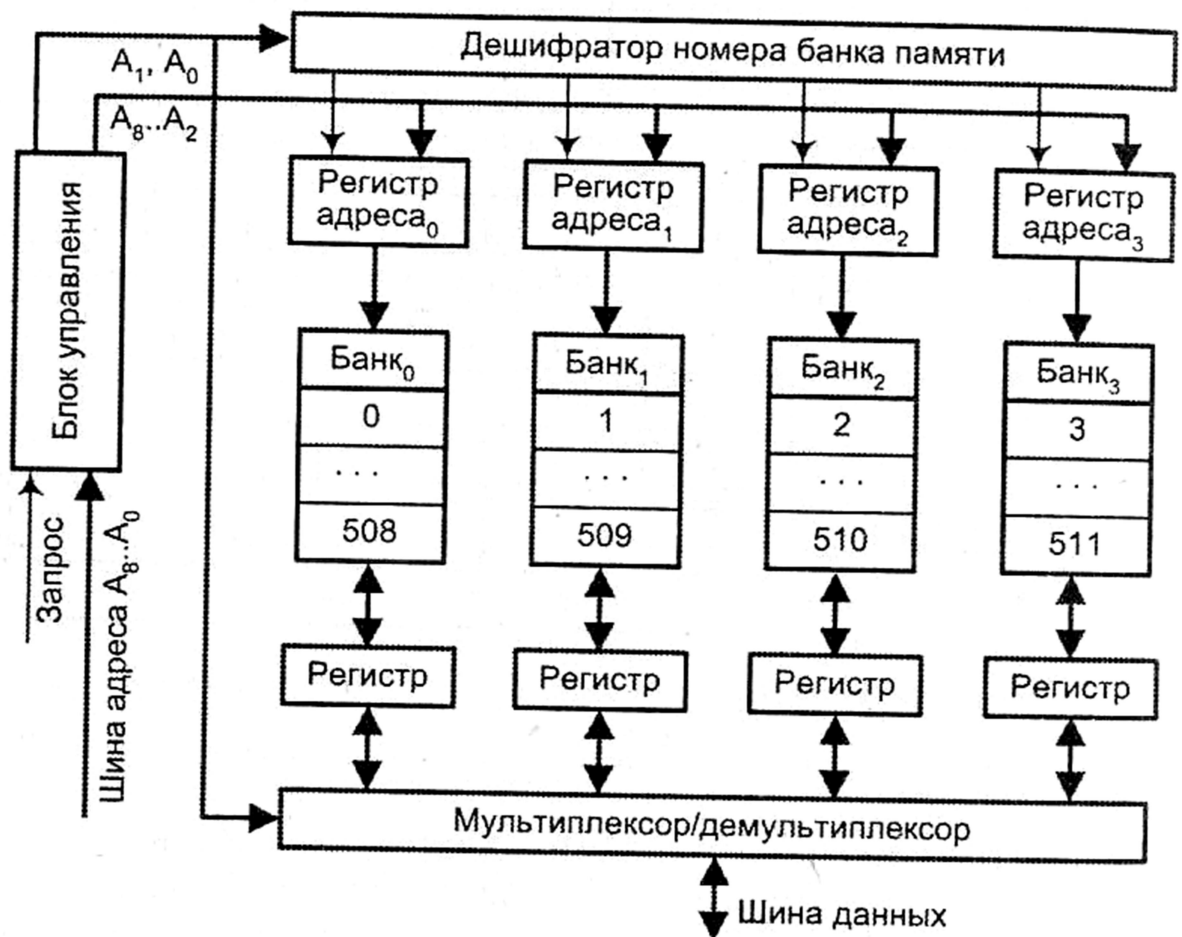 Дешифратор номера банка памяти
A₁, A₀
A₈..A₂
Блок управления
Регистр
адреса₀
Регистр
адреса₁
Регистр
адреса₂
Регистр
адреса₃
Банк₀
0
. . .
508
Банк₁
1
. . .
509
Банк₂
2
. . .
510
Банк₃
3
. . .
511
Запрос
Шина адреса A₈..A₀
Регистр
Регистр
Регистр
Регистр
Мультиплексор/демультиплексор
Шина данных